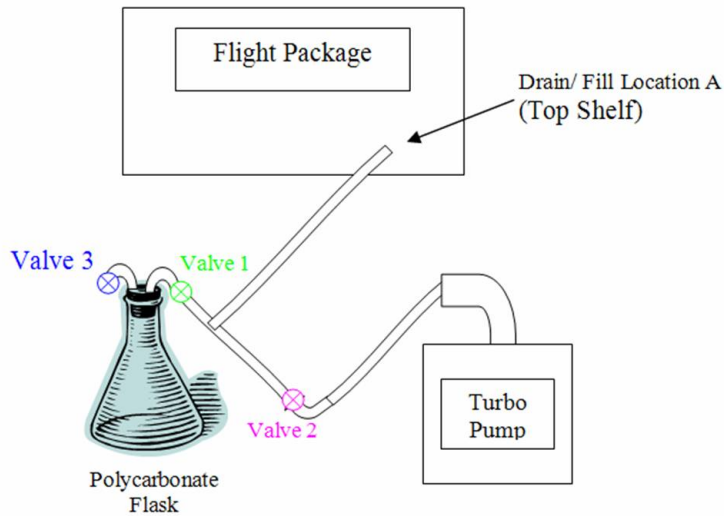 Flight Package
Drain/ Fill Location A
(Top Shelf)
Valve 3
Valve 1
Valve 2
Turbo
Pump
Polycarbonate
Flask